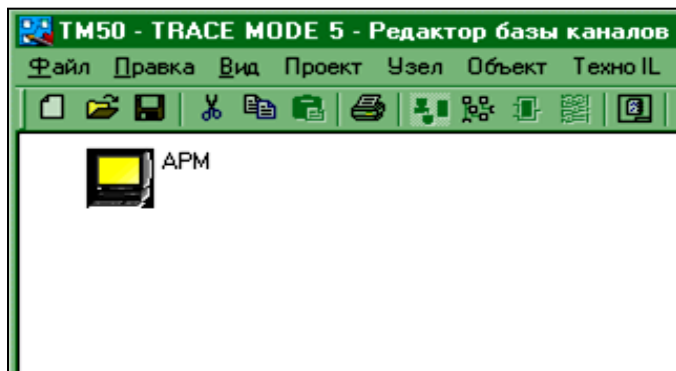 TM50 - TRACE MODE 5 - Редактор базы каналов
Файл Правка Вид Проект Узел Объект Техно IL
АРМ